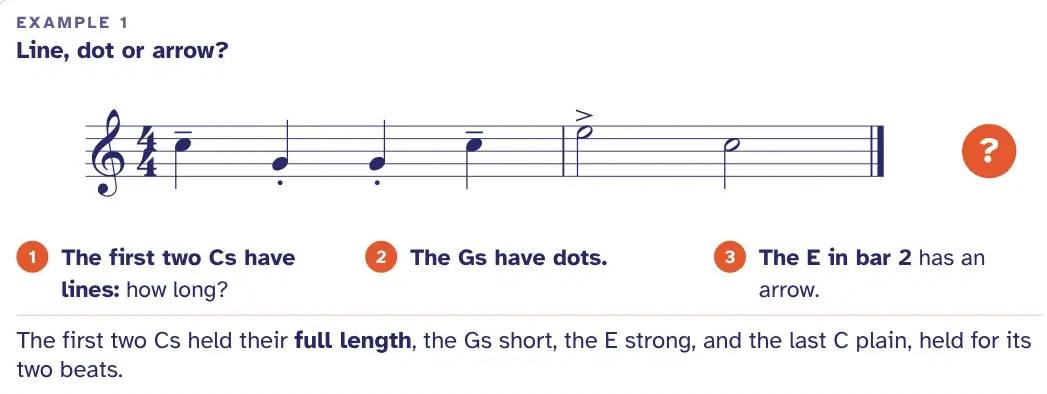 EXAMPLE 1
Line, dot or arrow?
4
4
?
1 The first two Cs have
lines: how long?
2 The Gs have dots.
3 The E in bar 2 has an
arrow.
The first two Cs held their full length, the Gs short, the E strong, and the last C plain, held for its
two beats.